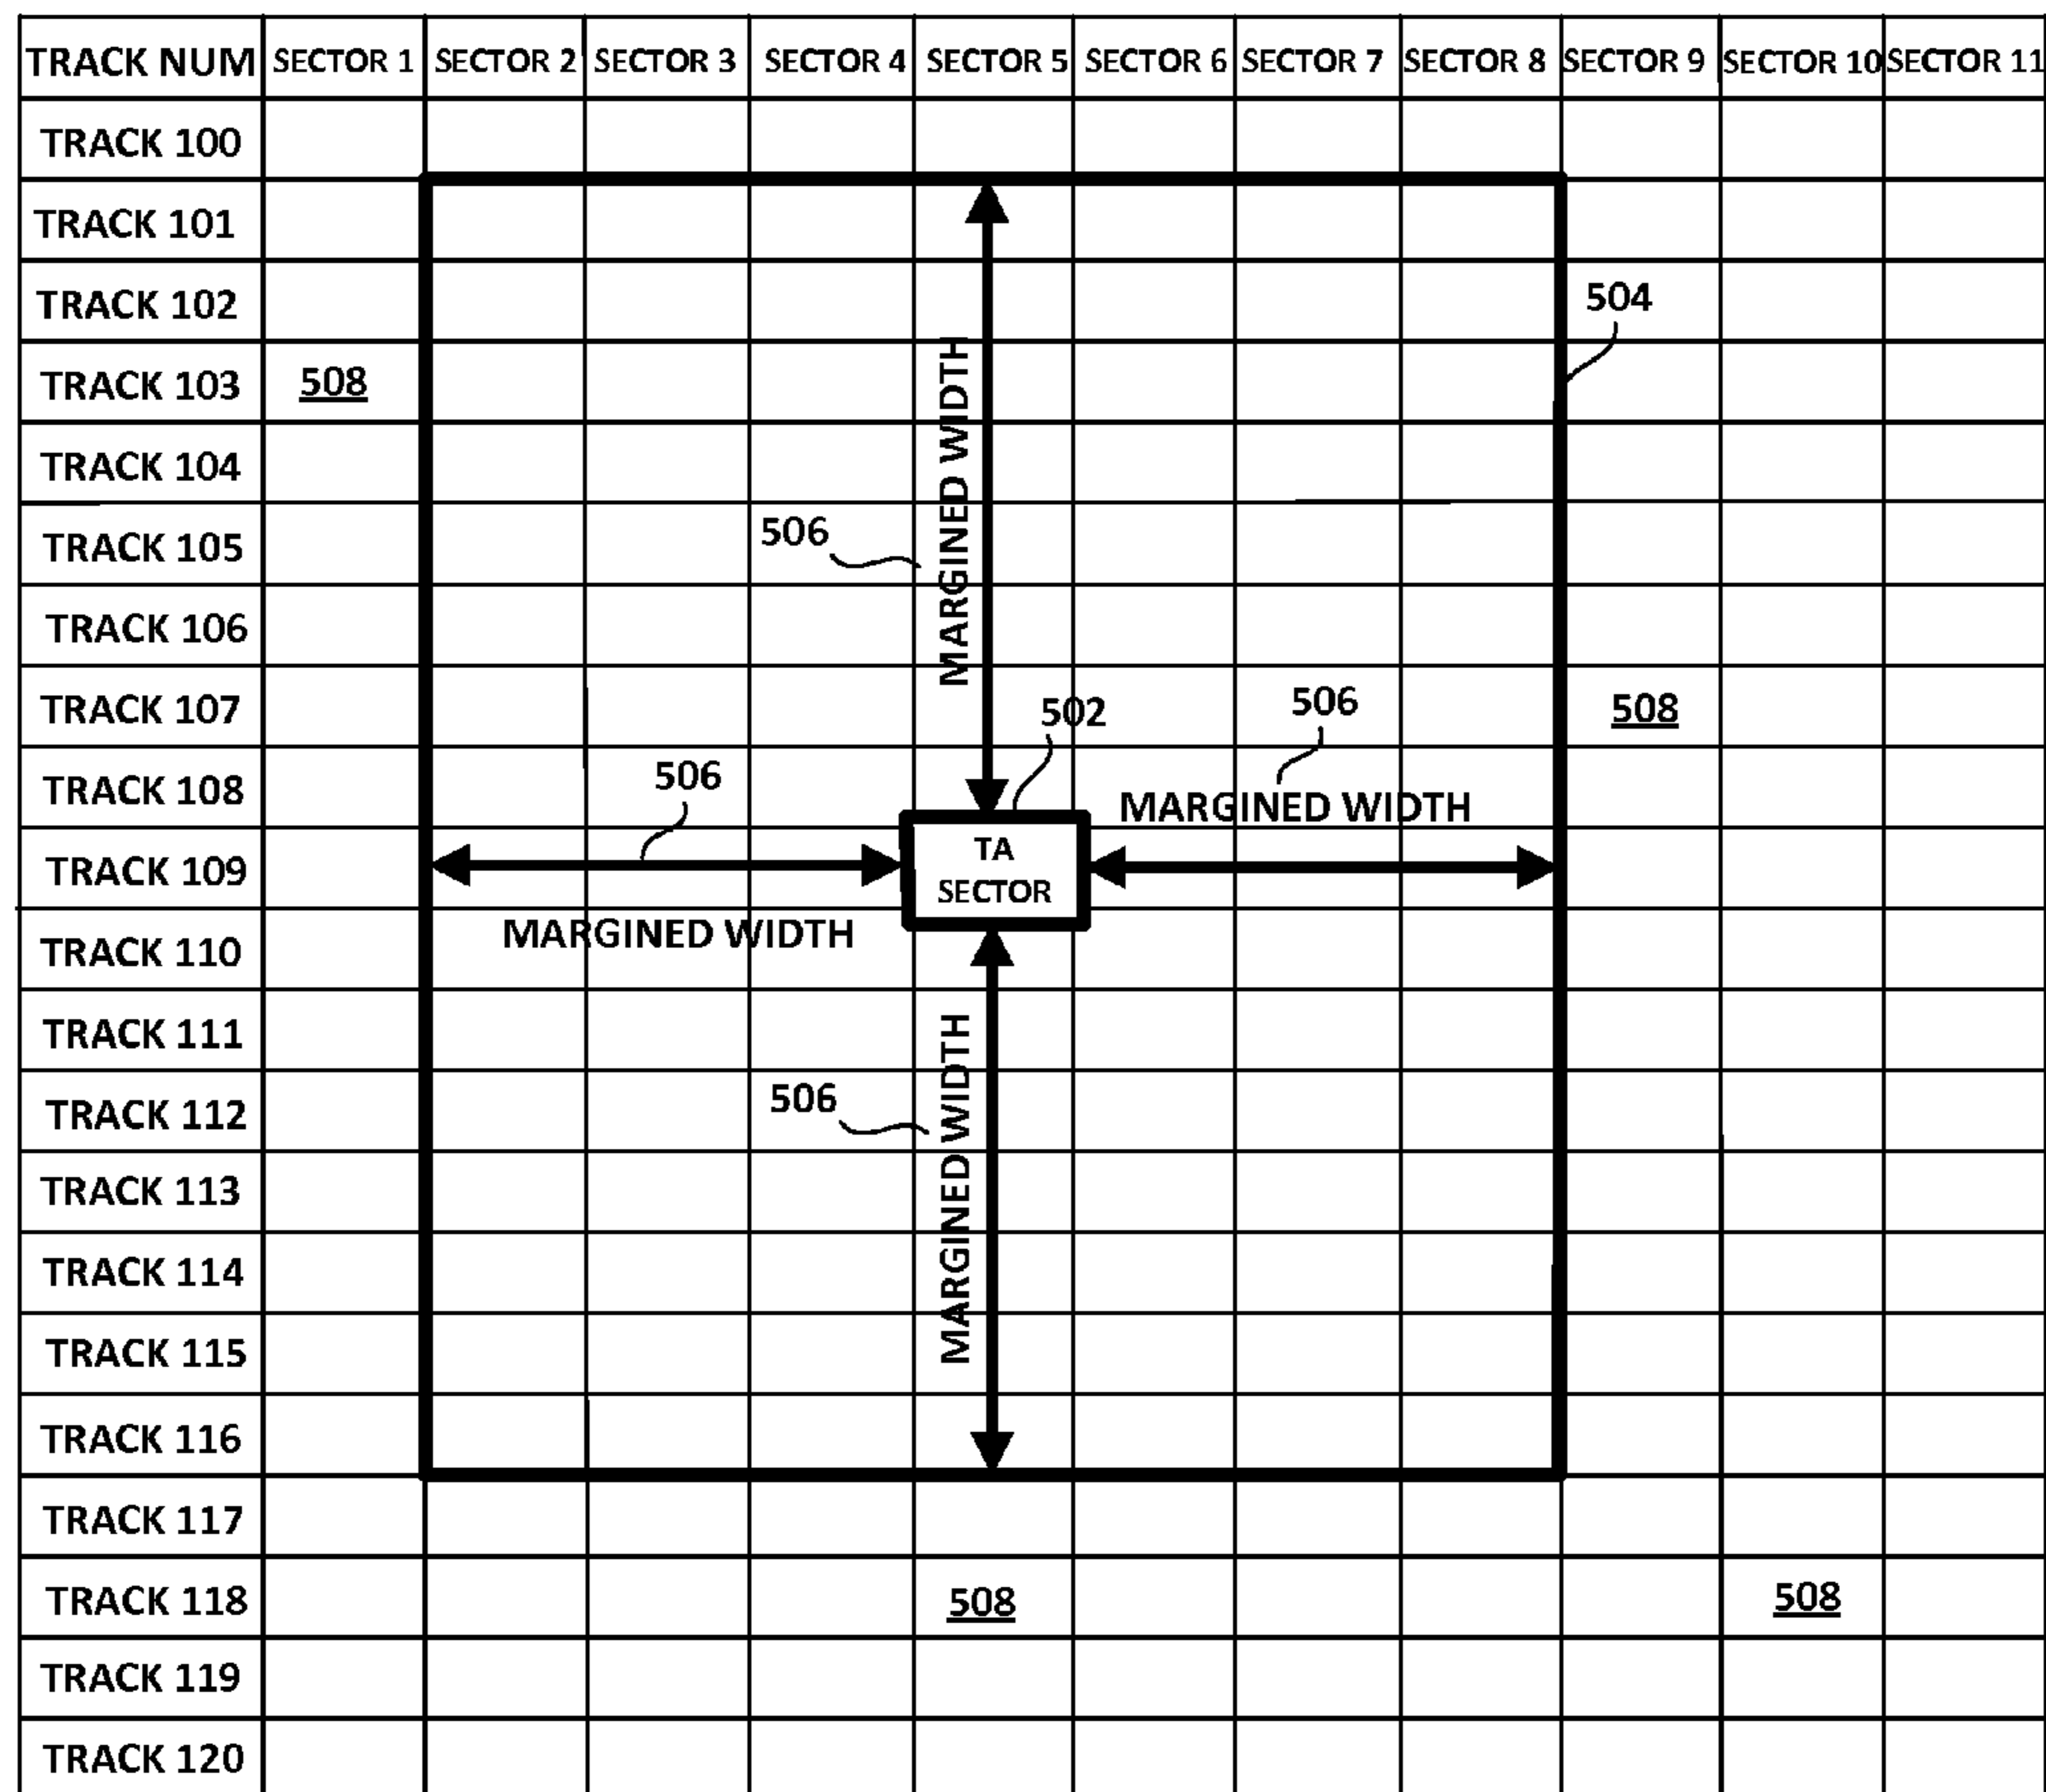 TRACK NUM SECTOR 1 SECTOR 2 SECTOR 3 SECTOR 4 SECTOR 5 SECTOR 6 SECTOR 7 SECTOR 8 SECTOR 9 SECTOR 10 SECTOR 11
TRACK 100
TRACK 101
TRACK 102
504
TRACK 103
508
TRACK 104
MARGINED WIDTH
506
TRACK 105
TRACK 106
TRACK 107
502
506
508
TRACK 108
506
MARGINED WIDTH
TRACK 109
TA
SECTOR
MARGINED WIDTH
TRACK 110
TRACK 111
TRACK 112
506
MARGINED WIDTH
TRACK 113
TRACK 114
TRACK 115
TRACK 116
TRACK 117
TRACK 118
508
508
TRACK 119
TRACK 120